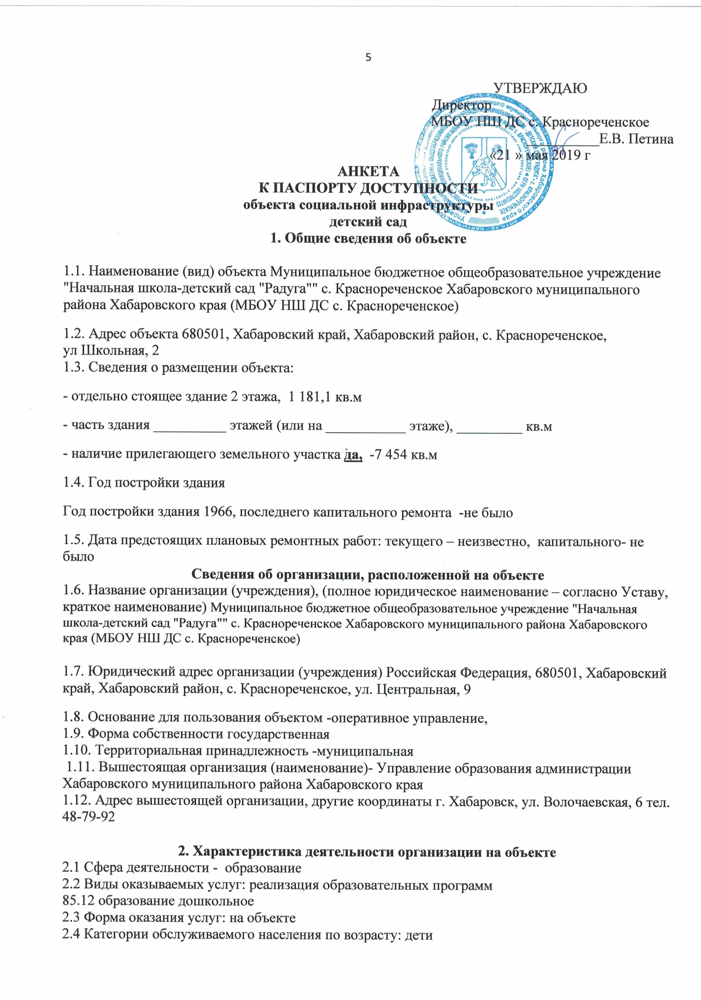 5
УТВЕРЖДАЮ
Директор
МБОУ НШ ДС с. Краснореченское
__________Е.В. Петина
«21 » мая 2019 г
АНКЕТА
К ПАСПОРТУ ДОСТУПНОСТИ
объекта социальной инфраструктуры
детский сад
1. Общие сведения об объекте
1.1. Наименование (вид) объекта Муниципальное бюджетное общеобразовательное учреждение
"Начальная школа-детский сад "Радуга"" с. Краснореченское Хабаровского муниципального
района Хабаровского края (МБОУ НШ ДС с. Краснореченское)
1.2. Адрес объекта 680501, Хабаровский край, Хабаровский район, с. Краснореченское,
ул Школьная, 2
1.3. Сведения о размещении объекта:
- отдельно стоящее здание 2 этажа,  1 181,1 кв.м
- часть здания __________ этажей (или на ___________ этаже), _________ кв.м
- наличие прилегающего земельного участка да,  -7 454 кв.м
1.4. Год постройки здания
Год постройки здания 1966, последнего капитального ремонта  -не было
1.5. Дата предстоящих плановых ремонтных работ: текущего – неизвестно,  капитального- не
было
Сведения об организации, расположенной на объекте
1.6. Название организации (учреждения), (полное юридическое наименование – согласно Уставу,
краткое наименование) Муниципальное бюджетное общеобразовательное учреждение "Начальная
школа-детский сад "Радуга"" с. Краснореченское Хабаровского муниципального района Хабаровского
края (МБОУ НШ ДС с. Краснореченское)
1.7. Юридический адрес организации (учреждения) Российская Федерация, 680501, Хабаровский
край, Хабаровский район, с. Краснореченское, ул. Центральная, 9
1.8. Основание для пользования объектом -оперативное управление,
1.9. Форма собственности государственная
1.10. Территориальная принадлежность -муниципальная
1.11. Вышестоящая организация (наименование)- Управление образования администрации
Хабаровского муниципального района Хабаровского края
1.12. Адрес вышестоящей организации, другие координаты г. Хабаровск, ул. Волочаевская, 6 тел.
48-79-92
2. Характеристика деятельности организации на объекте
2.1 Сфера деятельности -  образование
2.2 Виды оказываемых услуг: реализация образовательных программ
85.12 образование дошкольное
2.3 Форма оказания услуг: на объекте
2.4 Категории обслуживаемого населения по возрасту: дети